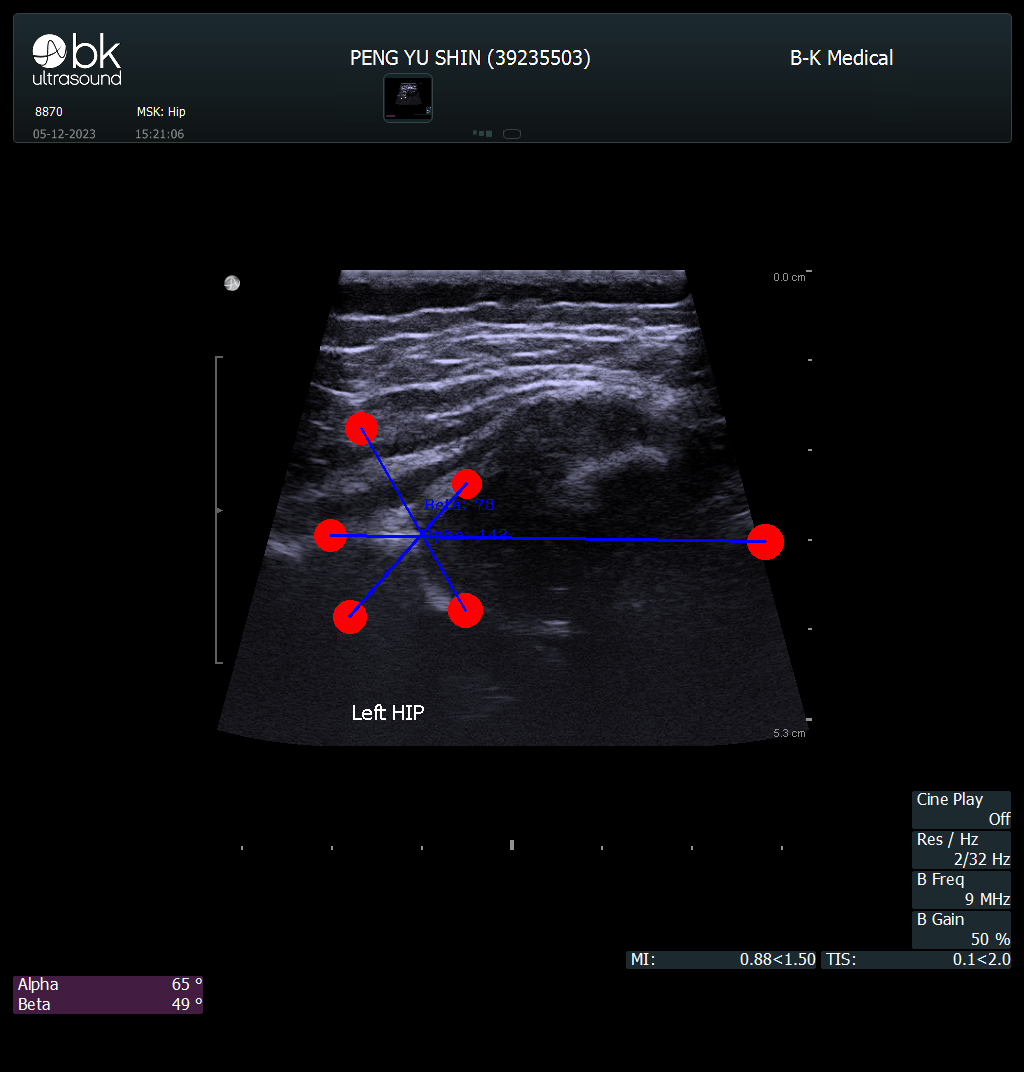 bk
ultrasound
PENG YU SHIN (39235503)
B-K Medical
8870
MSK: Hip
05-12-2023
15:21:06
0.0 cm
Left HIP
5.3 cm
Cine Play
Off
Res / Hz
2/32 Hz
B Freq
9 MHz
B Gain
50 %
MI: 0.88<1.50
TIS: 0.1<2.0
Alpha 65 º
Beta 49 º